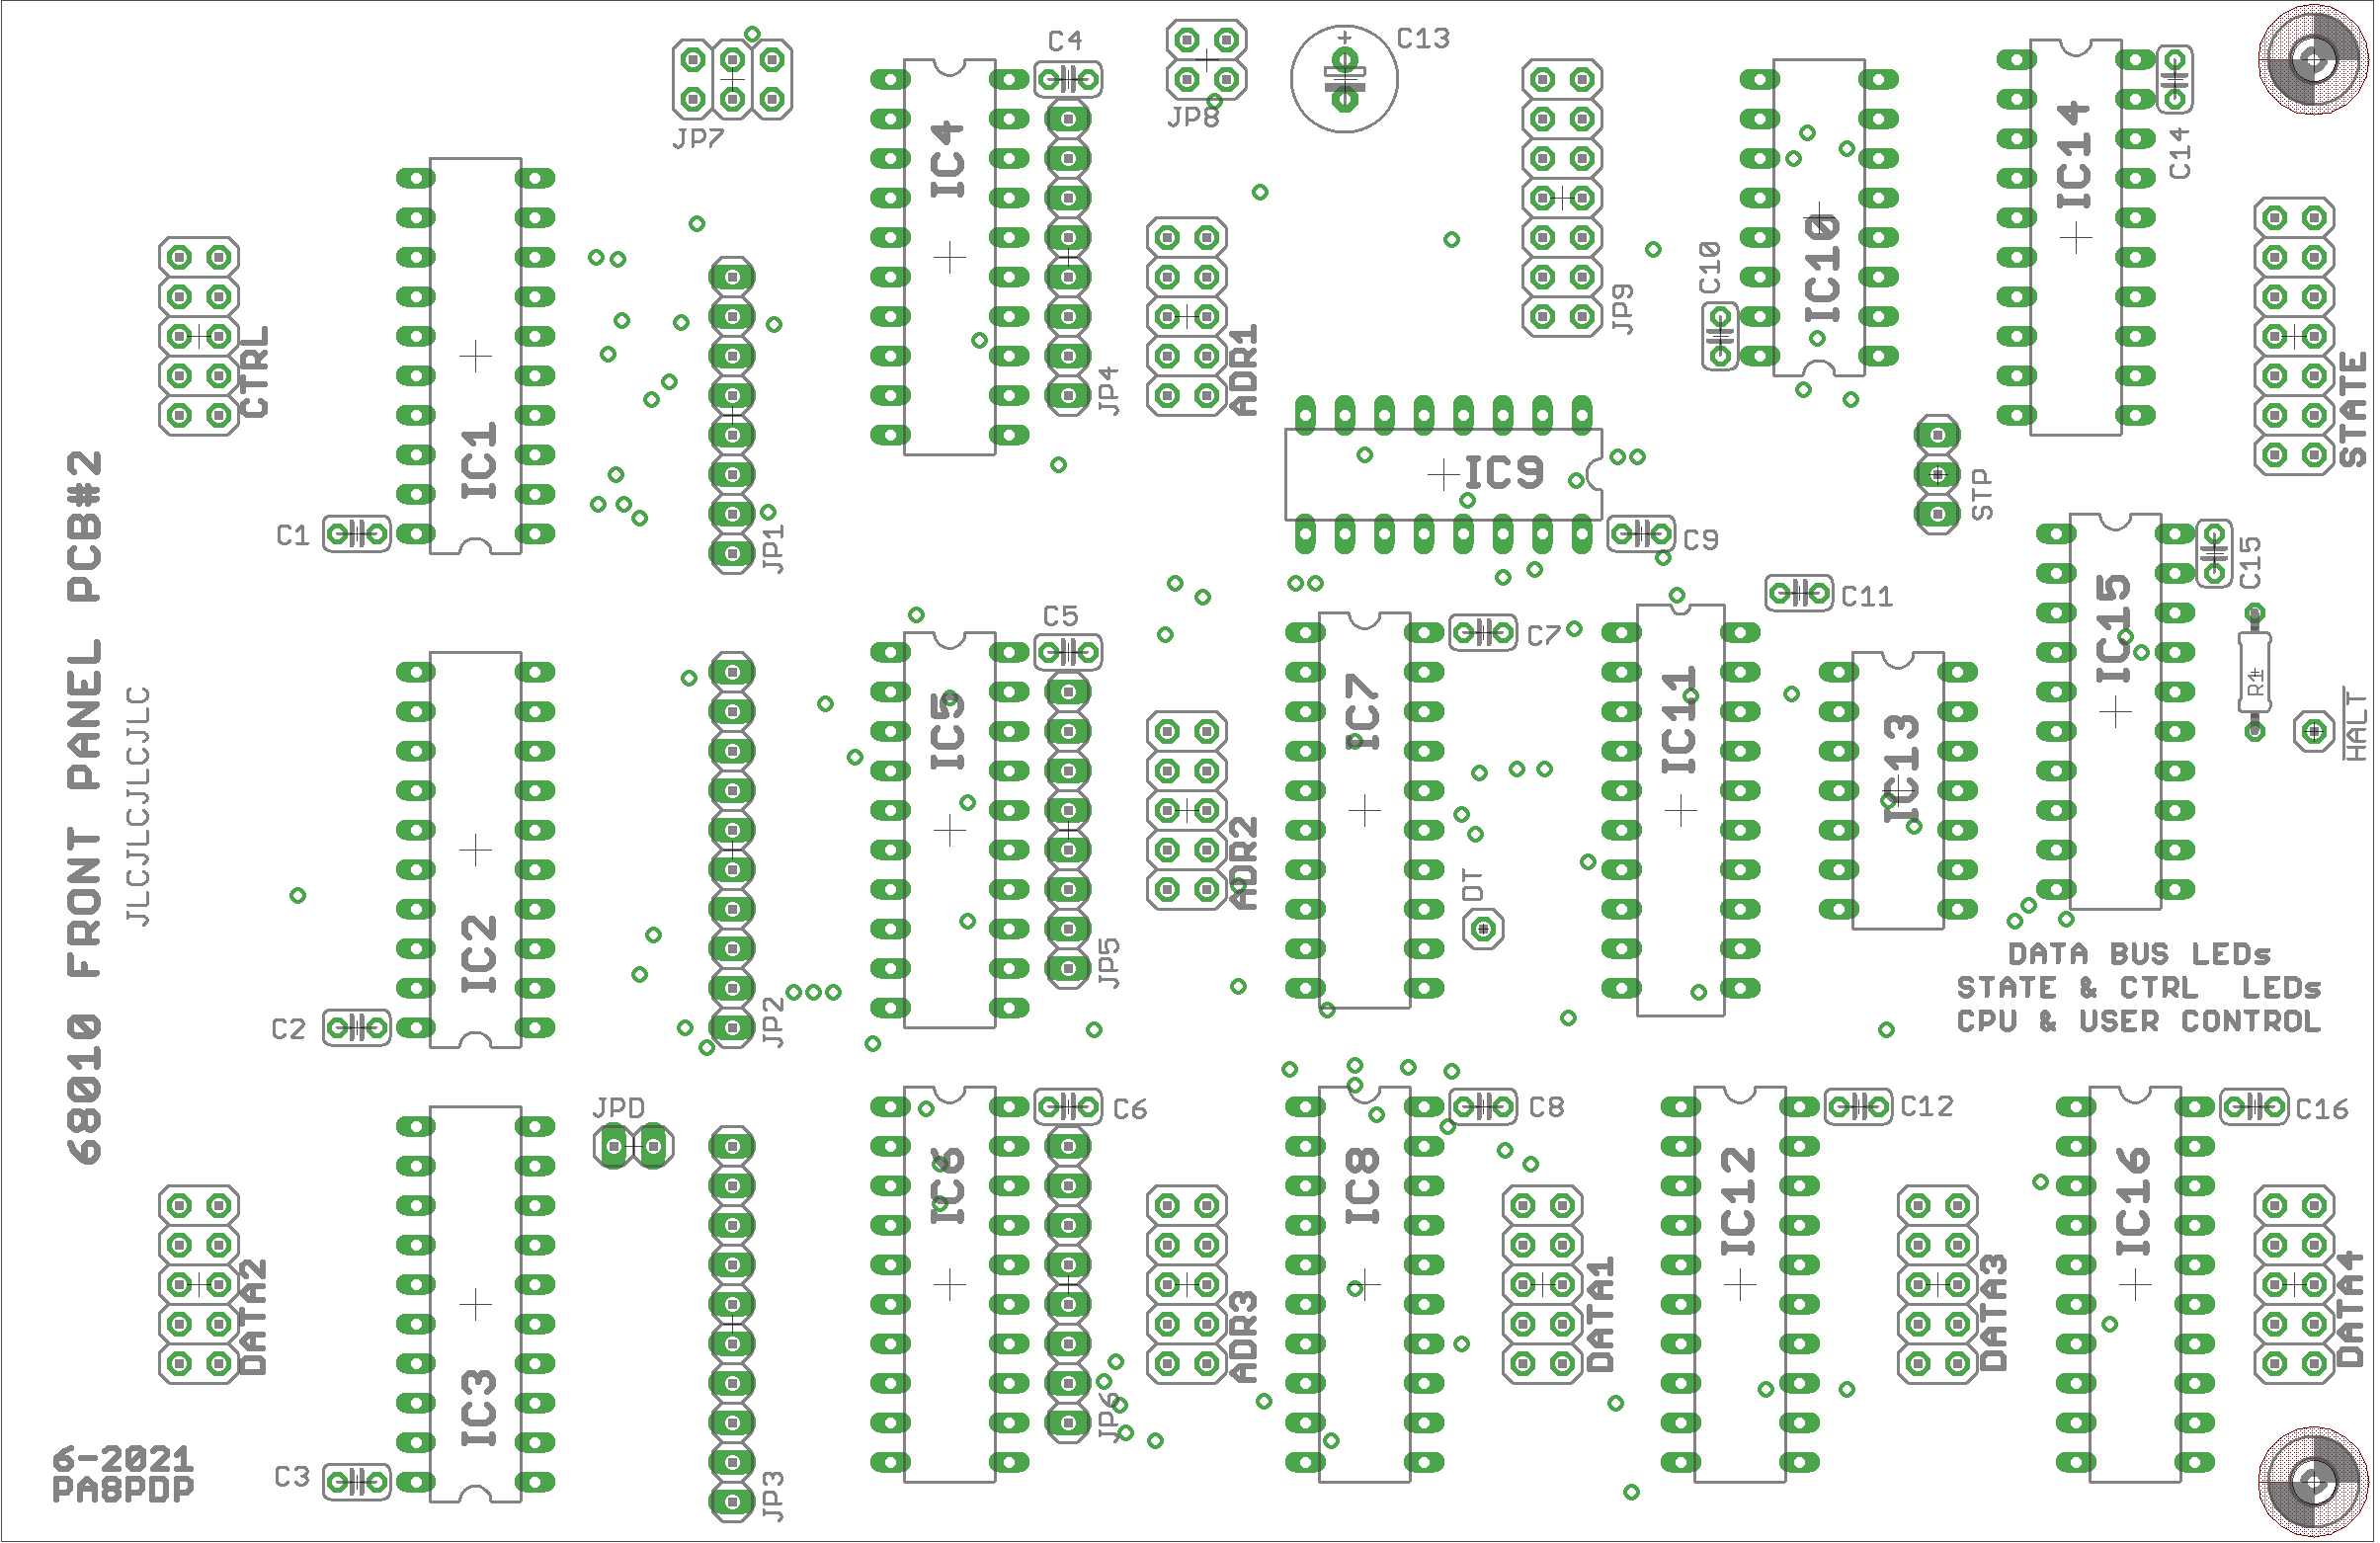 68010 FRONT PANEL PCB#2
JLCJLCJLCJLC
6-2021
PA8PDP
CTRL
C1
IC1
JP1
JP7
IC4
C4
JP4
JP8
C13
ADR1
JP9
IC10
C10
IC14
C14
STATE
IC9
C9
STP
C2
IC2
JP2
IC5
C5
JP5
ADR2
IC7
C7
DT
IC11
C11
IC13
IC15
C15
R1
HALT
DATA BUS LEDs
STATE & CTRL LEDs
CPU & USER CONTROL
DATA2
C3
IC3
JPD
JP3
IC6
C6
JP6
ADR3
IC8
C8
DATA1
IC12
C12
DATA3
IC16
C16
DATA4
+